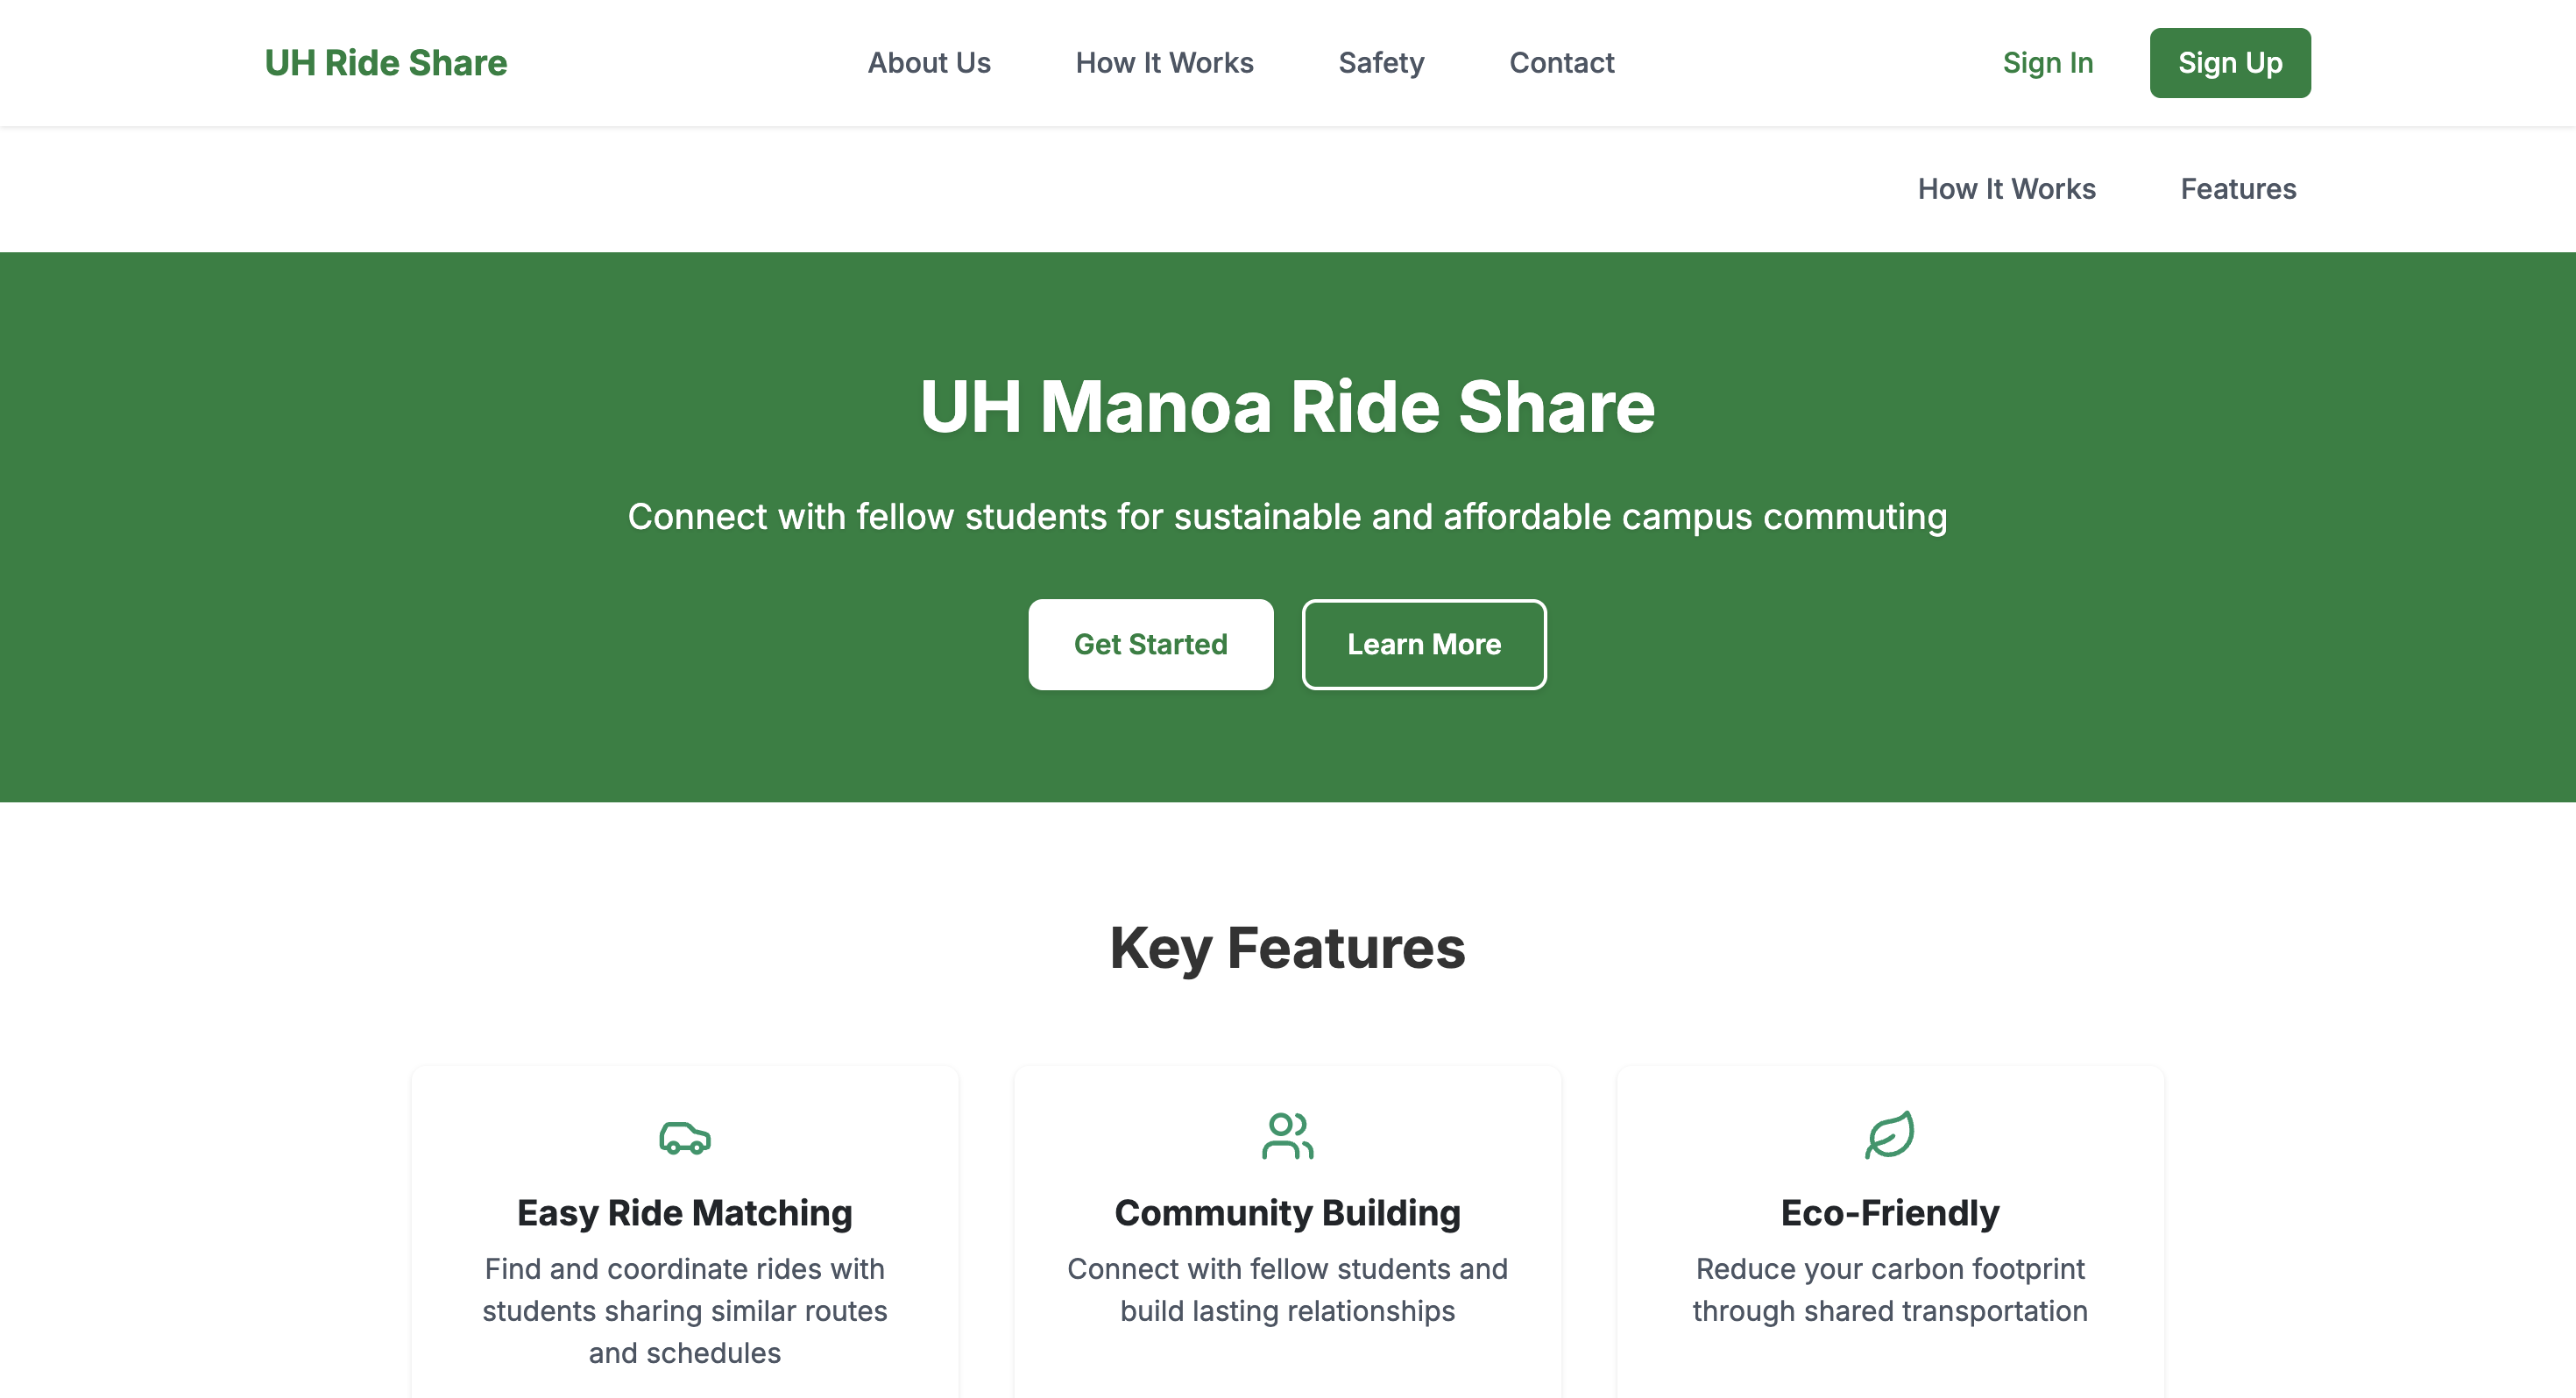 UH Ride Share
About Us
How It Works
Safety
Contact
Sign In
Sign Up
How It Works
Features
UH Manoa Ride Share
Connect with fellow students for sustainable and affordable campus commuting
Get Started
Learn More
Key Features
Easy Ride Matching
Find and coordinate rides with
students sharing similar routes
and schedules
Community Building
Connect with fellow students and
build lasting relationships
Eco-Friendly
Reduce your carbon footprint
through shared transportation